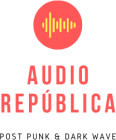 AUDIO
REPÚBLICA
POST PUNK & DARK WAVE